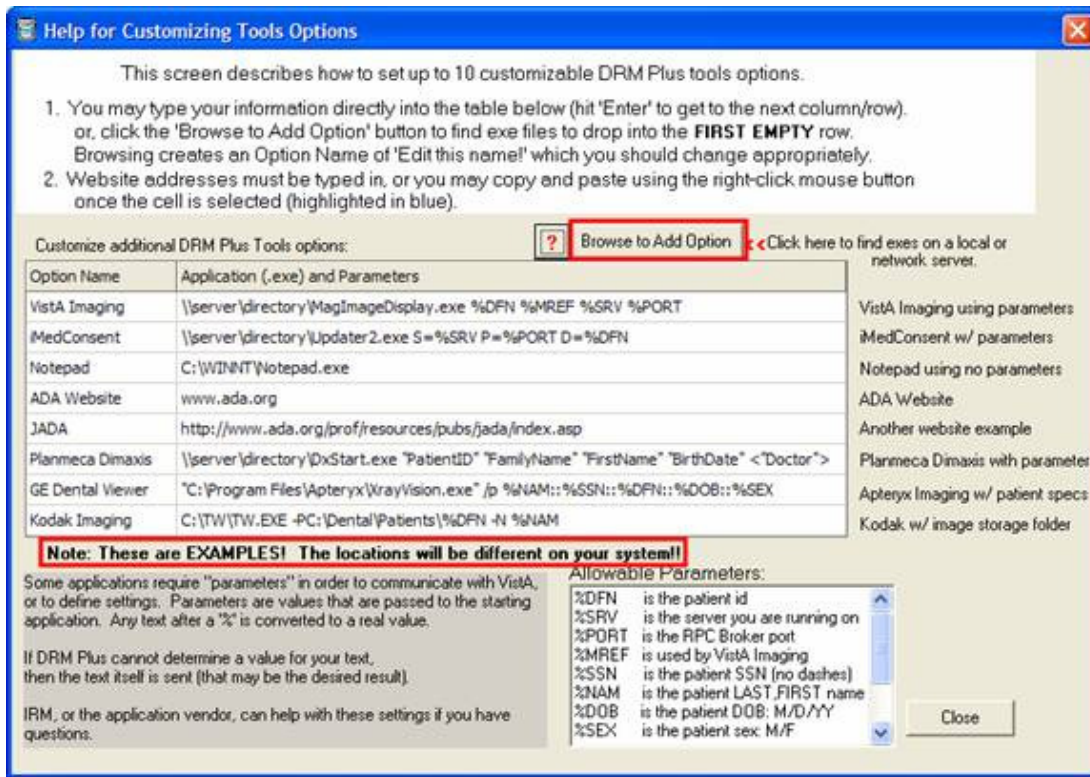 Help for Customizing Tools Options
This screen describes how to set up to 10 customizable DRM Plus tools options.
1. You may type your information directly into the table below (hit 'Enter' to get to the next column/row).
or, click the 'Browse to Add Option' button to find exe files to drop into the FIRST EMPTY row.
Browsing creates an Option Name of 'Edit this name!' which you should change appropriately.
2. Website addresses must be typed in, or you may copy and paste using the right-click mouse button
once the cell is selected (highlighted in blue).
Customize additional DRM Plus Tools options:
? Browse to Add Option <<Click here to find exes on a local or
network server.
Option Name Application (.exe) and Parameters
VistA Imaging \\server\directory\MagImageDisplay.exe %DFN %MREF %SRV %PORT VistA Imaging using parameters
iMedConsent \\server\directory\Updater2.exe S=%SRV P=%PORT D=%DFN iMedConsent w/ parameters
Notepad C:\WINNT\Notepad.exe Notepad using no parameters
ADA Website www.ada.org ADA Website
JADA http://www.ada.org/prof/resources/pubs/jada/index.asp Another website example
Planmeca Dimaxis \\server\directory\DxStart.exe "PatientID" "FamilyName" "FirstName" "BirthDate" <"Doctor"> Planmeca Dimaxis with parameter
GE Dental Viewer "C:\Program Files\Apteryx\XrayVision.exe" /p %NAM::%SSN::%DFN::%DOB::%SEX Apteryx Imaging w/ patient specs
Kodak Imaging C:\TW\TW.EXE -PC:\Dental\Patients\%DFN -N %NAM Kodak w/ image storage folder
Note: These are EXAMPLES! The locations will be different on your system!!
Some applications require "parameters" in order to communicate with VistA,
or to define settings. Parameters are values that are passed to the starting
application. Any text after a '%' is converted to a real value.
If DRM Plus cannot determine a value for your text,
then the text itself is sent (that may be the desired result).
IRM, or the application vendor, can help with these settings if you have
questions.
Allowable Parameters:
%DFN is the patient id
%SRV is the server you are running on
%PORT is the RPC Broker port
%MREF is used by VistA Imaging
%SSN is the patient SSN (no dashes)
%NAM is the patient LAST,FIRST name
%DOB is the patient DOB: M/D/YY
%SEX is the patient sex: M/F
Close